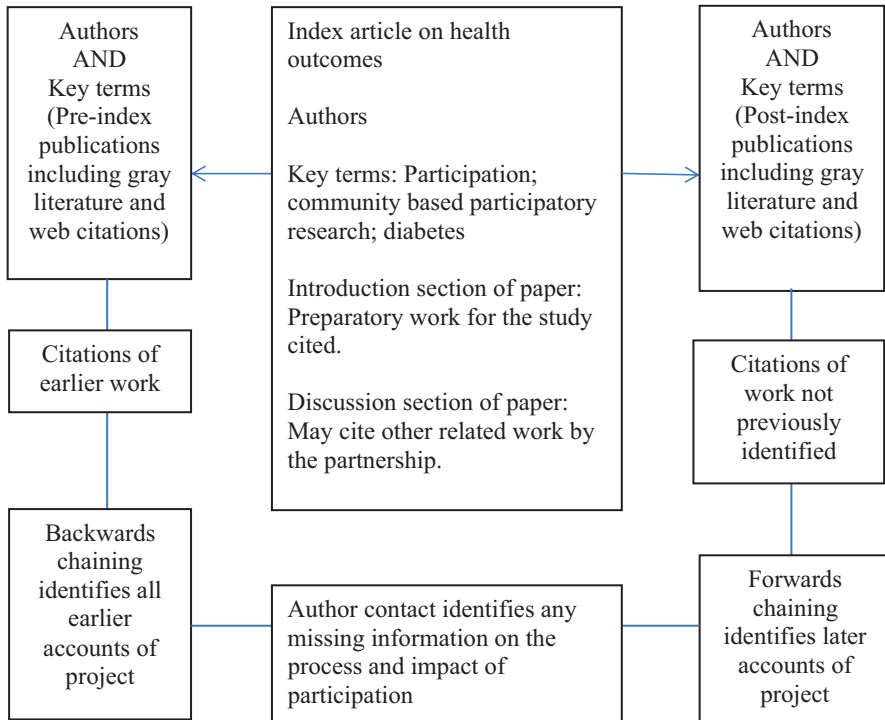 Authors
AND
Key terms
(Pre-index
publications
including gray
literature and
web citations)
Citations of
earlier work
Backwards
chaining
identifies all
earlier
accounts of
project
Index article on health
outcomes
Authors
Key terms: Participation;
community based participatory
research; diabetes
Introduction section of paper:
Preparatory work for the study
cited.
Discussion section of paper:
May cite other related work by
the partnership.
Author contact identifies any
missing information on the
process and impact of
participation
Authors
AND
Key terms
(Post-index
publications
including gray
literature and
web citations)
Citations of
work not
previously
identified
Forwards
chaining
identifies later
accounts of
project